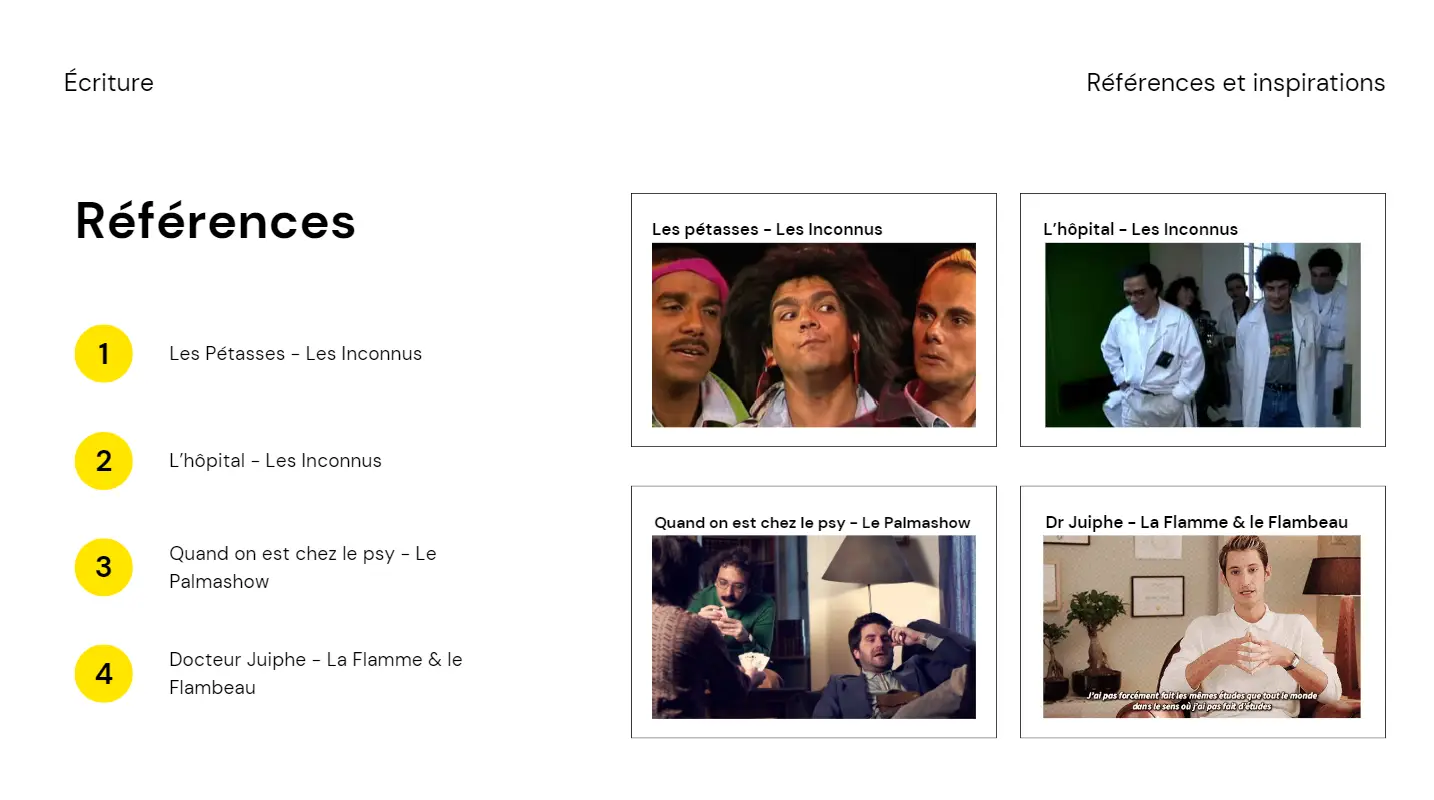 Écriture
Références et inspirations
Références
1
Les Pétasses - Les Inconnus
2
L'hôpital - Les Inconnus
3
Quand on est chez le psy - Le
Palmashow
4
Docteur Juiphe - La Flamme & le
Flambeau
Les pétasses - Les Inconnus
L'hôpital - Les Inconnus
Quand on est chez le psy - Le Palmashow
Dr Juiphe - La Flamme & le Flambeau
J'ai pas forcément fait les mêmes études que tout le monde
dans le sens où j'ai pas fait d'études